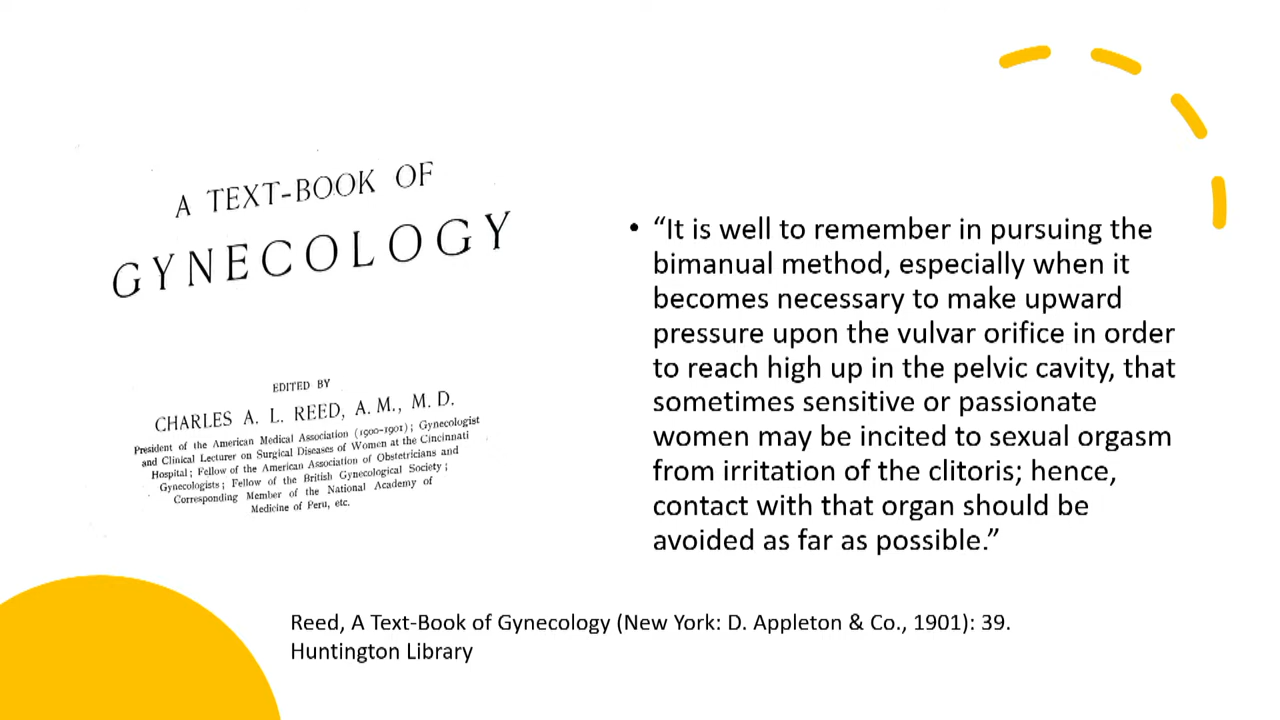 A TEXT-BOOK OF
GYNECOLOGY
EDITED BY
CHARLES A. L. REED, A. M., M. D.
President of the American Medical Association (1900-1901); Gynecologist
and Clinical Lecturer on Surgical Diseases of Women at the Cincinnati
Hospital; Fellow of the American Association of Obstetricians and
Gynecologists; Fellow of the British Gynecological Society;
Corresponding Member of the National Academy of
Medicine of Peru, etc.
• “It is well to remember in pursuing the
bimanual method, especially when it
becomes necessary to make upward
pressure upon the vulvar orifice in order
to reach high up in the pelvic cavity, that
sometimes sensitive or passionate
women may be incited to sexual orgasm
from irritation of the clitoris; hence,
contact with that organ should be
avoided as far as possible.”
Reed, A Text-Book of Gynecology (New York: D. Appleton & Co., 1901): 39.
Huntington Library